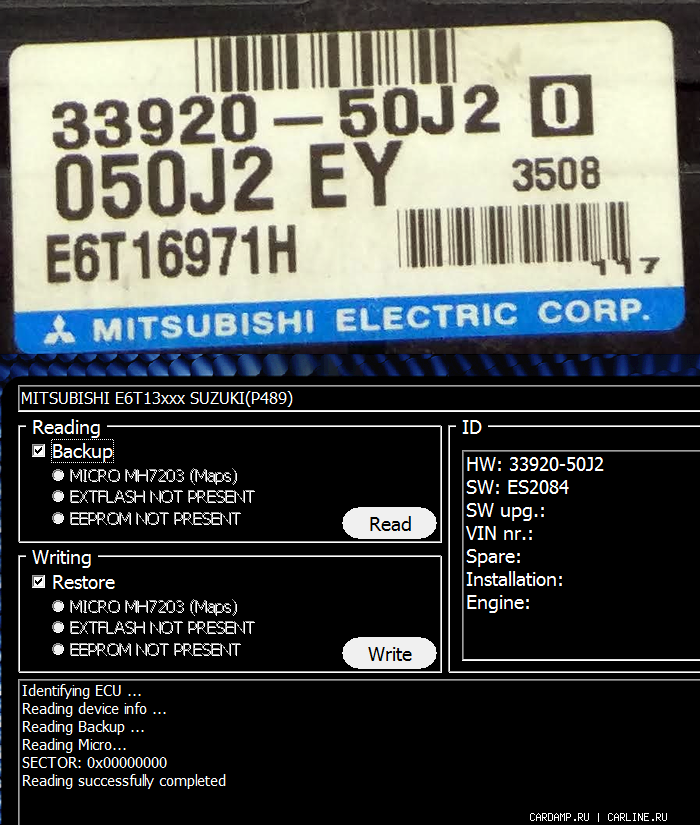 33920-50J2 0
050J2 EY
3508
E6T16971H
117
MITSUBISHI ELECTRIC CORP.
MITSUBISHI E6T13xxx SUZUKI(P489)
Reading
Backup
MICRO MH7203 (Maps)
EXTFLASH NOT PRESENT
EEPROM NOT PRESENT
Read
Writing
Restore
MICRO MH7203 (Maps)
EXTFLASH NOT PRESENT
EEPROM NOT PRESENT
Write
ID
HW: 33920-50J2
SW: ES2084
SW upg.:
VIN nr.:
Spare:
Installation:
Engine:
Identifying ECU ...
Reading device info ...
Reading Backup ...
Reading Micro...
SECTOR: 0x00000000
Reading successfully completed
CARDAMP.RU | CARLINE.RU